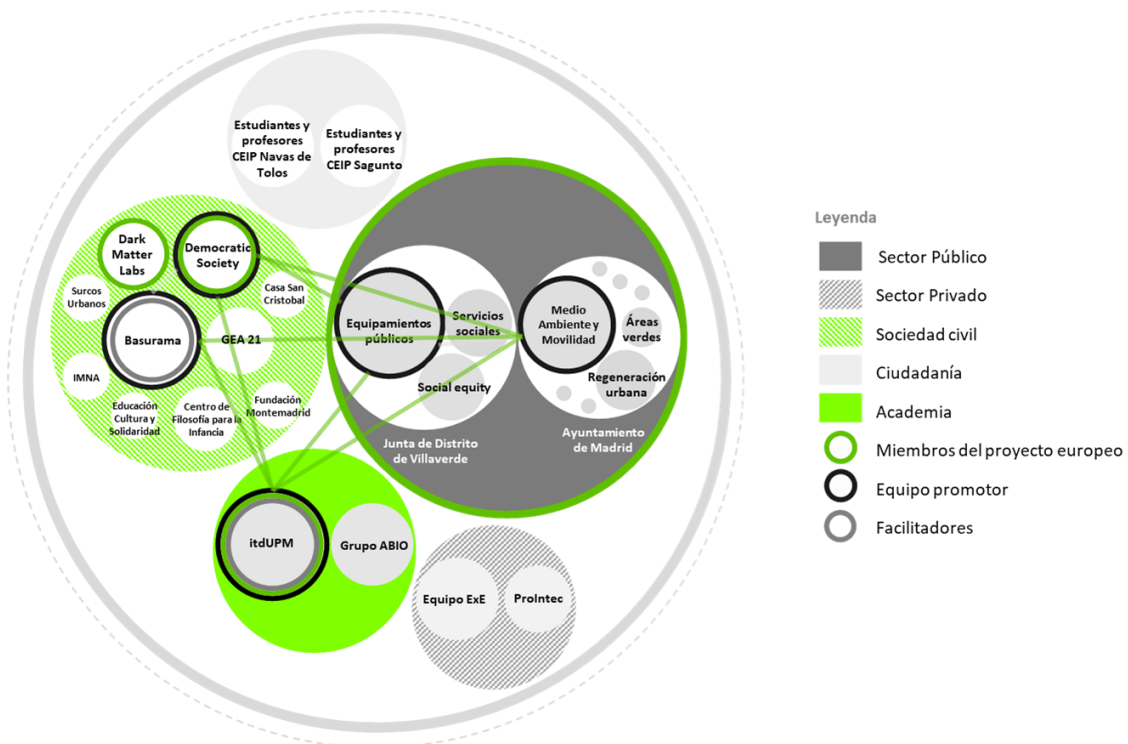 Estudiantes y
profesores
CEIP Navas de
Tolos
Estudiantes y
profesores
CEIP Sagunto
Dark
Matter
Labs
Democratic
Society
Surcos
Urbanos
Casa San
Cristobal
Basurama
GEA 21
IMNA
Educación
Cultura y
Solidaridad
Centro de
Filosofía para la
Infancia
Fundación
Montemadrid
Equipamientos
públicos
Servicios
sociales
Social equity
Junta de Distrito
de Villaverde
Medio
Ambiente y
Movilidad
Áreas
verdes
Regeneración
urbana
Ayuntamiento
de Madrid
itdUPM
Grupo ABIO
Equipo ExE
ProIntec
Leyenda
Sector Público
Sector Privado
Sociedad civil
Ciudadanía
Academia
Miembros del proyecto europeo
Equipo promotor
Facilitadores